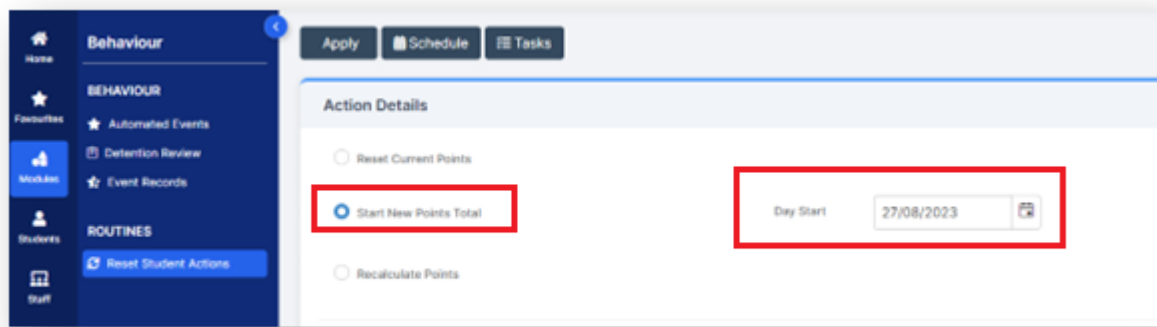 Home
Favourites
Modules
Students
Staff
Behaviour
BEHAVIOUR
Automated Events
Detention Review
Event Records
ROUTINES
Reset Student Actions
Apply
Schedule
Tasks
Action Details
Reset Current Points
Start New Points Total
Day Start
27/08/2023
Recalculate Points